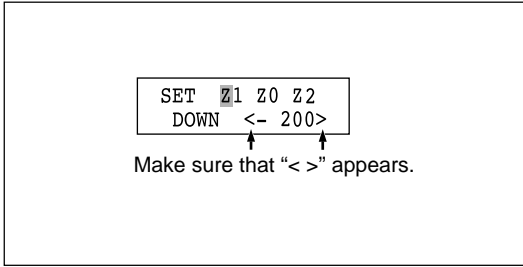 SET Z1 Z0 Z2
DOWN <- 200>
Make sure that “< >” appears.